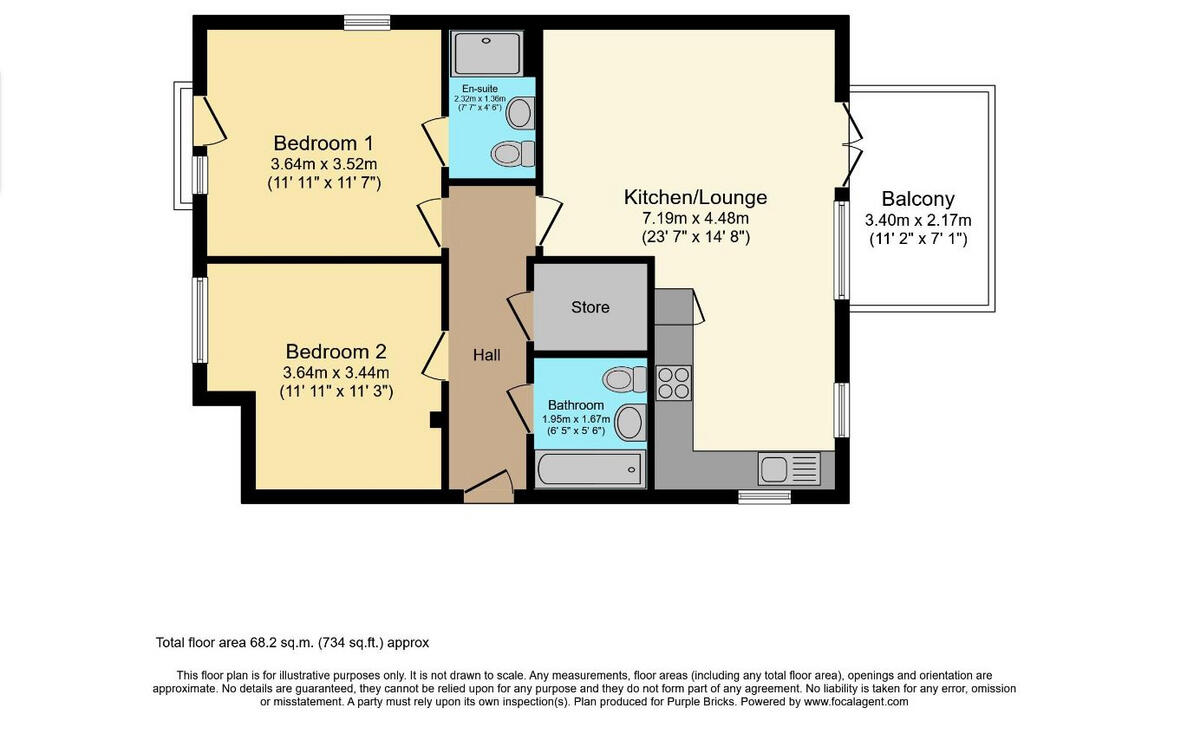 En-suite
2.32m x 1.36m
(7' 7" x 4' 6")
Bedroom 1
3.64m x 3.52m
(11' 11" x 11' 7")
Kitchen/Lounge
7.19m x 4.48m
(23' 7" x 14' 8")
Balcony
3.40m x 2.17m
(11' 2" x 7' 1")
Store
Hall
Bedroom 2
3.64m x 3.44m
(11' 11" x 11' 3")
Bathroom
1.95m x 1.67m
(6' 5" x 5' 6")
Total floor area 68.2 sq.m. (734 sq.ft.) approx
This floor plan is for illustrative purposes only. It is not drawn to scale. Any measurements, floor areas (including any total floor area), openings and orientation are
approximate. No details are guaranteed, they cannot be relied upon for any purpose and they do not form part of any agreement. No liability is taken for any error, omission
or misstatement. A party must rely upon its own inspection(s). Plan produced for Purple Bricks. Powered by www.focalagent.com